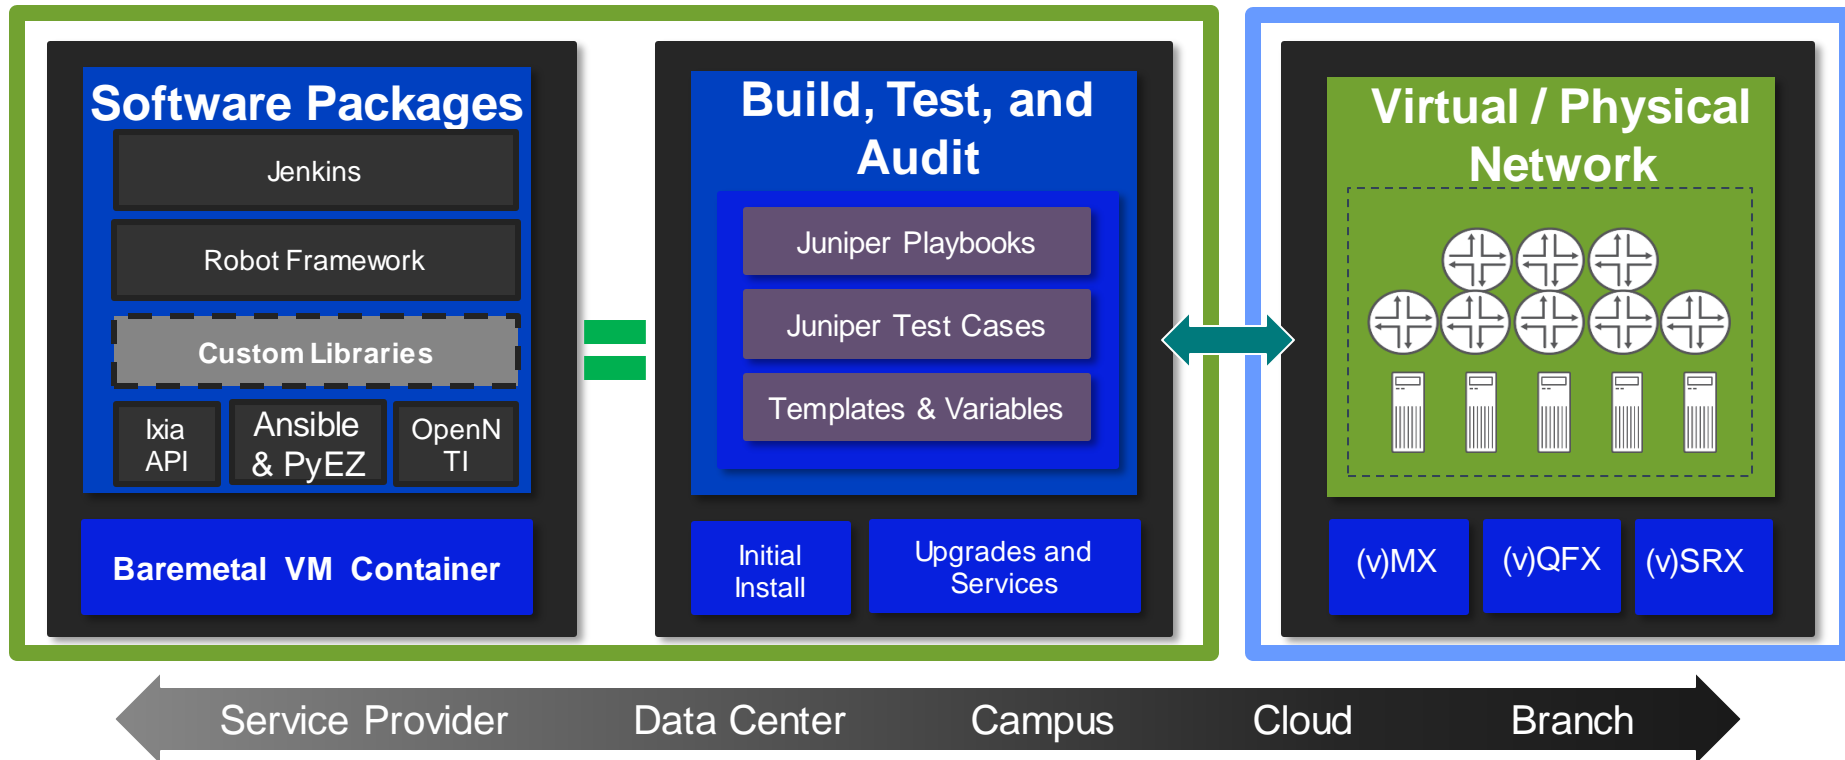 Software Packages
Jenkins
Robot Framework
Custom Libraries
Ixia
API
Ansible
& PyEZ
OpenN
TI
Baremetal VM Container
Build, Test, and
Audit
Juniper Playbooks
Juniper Test Cases
Templates & Variables
Initial
Install
Upgrades and
Services
Virtual / Physical
Network
(v)MX
(v)QFX
(v)SRX
Service Provider
Data Center
Campus
Cloud
Branch